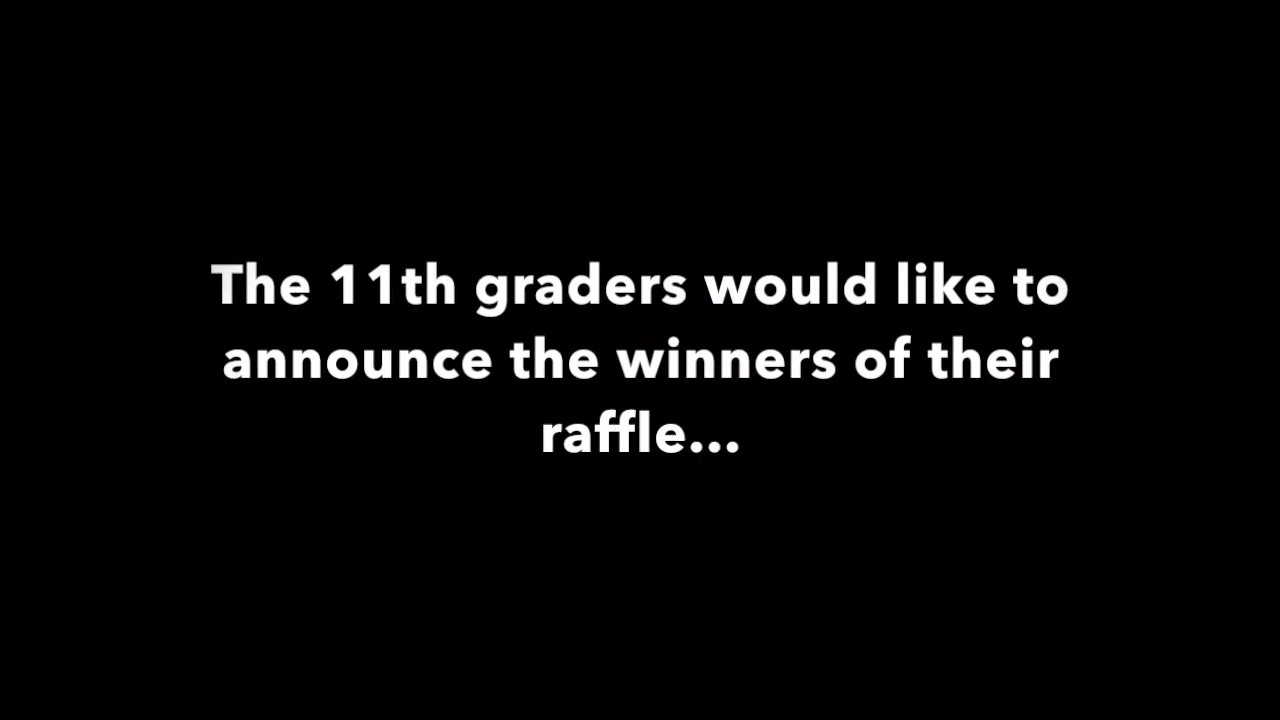 The 11th graders would like to
announce the winners of their
raffle...